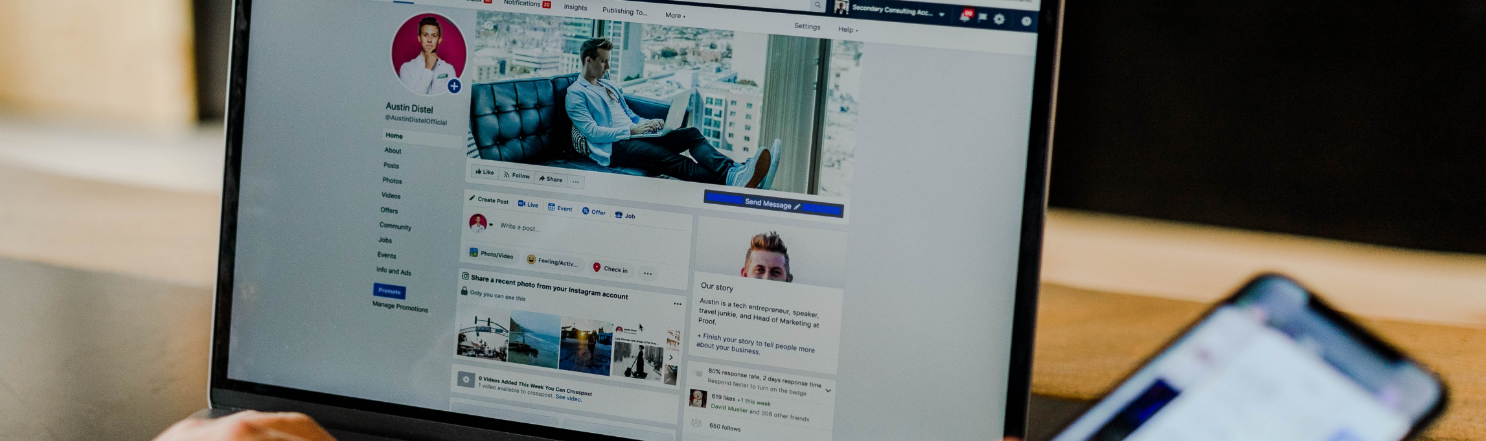 Notifications
Insights
Publishing To...
More
Settings
Help
Secondary Consulting Acc...
Austin Distel
@AustinDistelOfficial
Home
About
Posts
Photos
Videos
Offers
Community
Jobs
Events
Info and Ads
Promote
Manage Promotions
Like
Follow
Share
Send Message
Create Post
Live
Event
Offer
Job
Write a post...
Photo/Video
Feeling/Activ...
Check in
Share a recent photo from your Instagram account
Only you can see this
0 Videos Added This Week You Can Crosspost
1 video available to crosspost. See video.
Our story
Austin is a tech entrepreneur, speaker,
travel junkie, and Head of Marketing at
Proof.
+ Finish your story to tell people more
about your business.
80% response rate, 2 days response time
Respond faster to turn on the badge
619 likes +1 this week
David Mueller and 206 other friends
650 follows